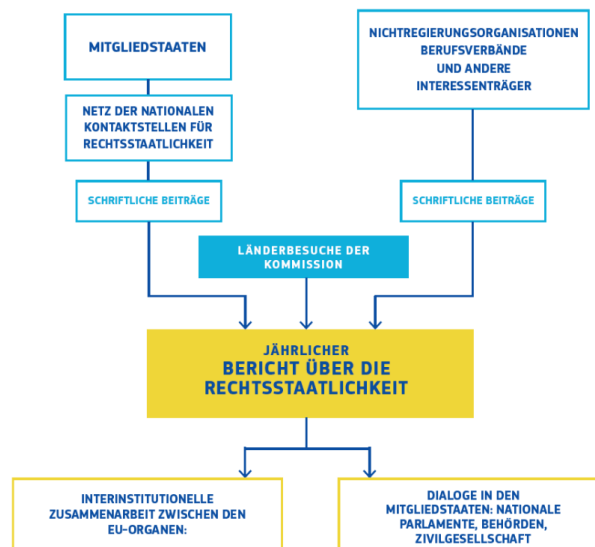 MITGLIEDSTAATEN
NICHTREGIERUNGSORGANISATIONEN
BERUFSVERBÄNDE
UND ANDERE
INTERESSENTRÄGER
NETZ DER NATIONALEN
KONTAKTSTELLEN FÜR
RECHTSSTAATLICHKEIT
SCHRIFTLICHE BEITRÄGE
SCHRIFTLICHE BEITRÄGE
LÄNDERBESUCHE DER
KOMMISSION
JÄHRLICHER
BERICHT ÜBER DIE
RECHTSSTAATLICHKEIT
INTERINSTITUTIONELLE
ZUSAMMENARBEIT ZWISCHEN DEN
EU-ORGANEN:
DIALOGE IN DEN
MITGLIEDSTAATEN: NATIONALE
PARLAMENTE, BEHÖRDEN,
ZIVILGESELLSCHAFT